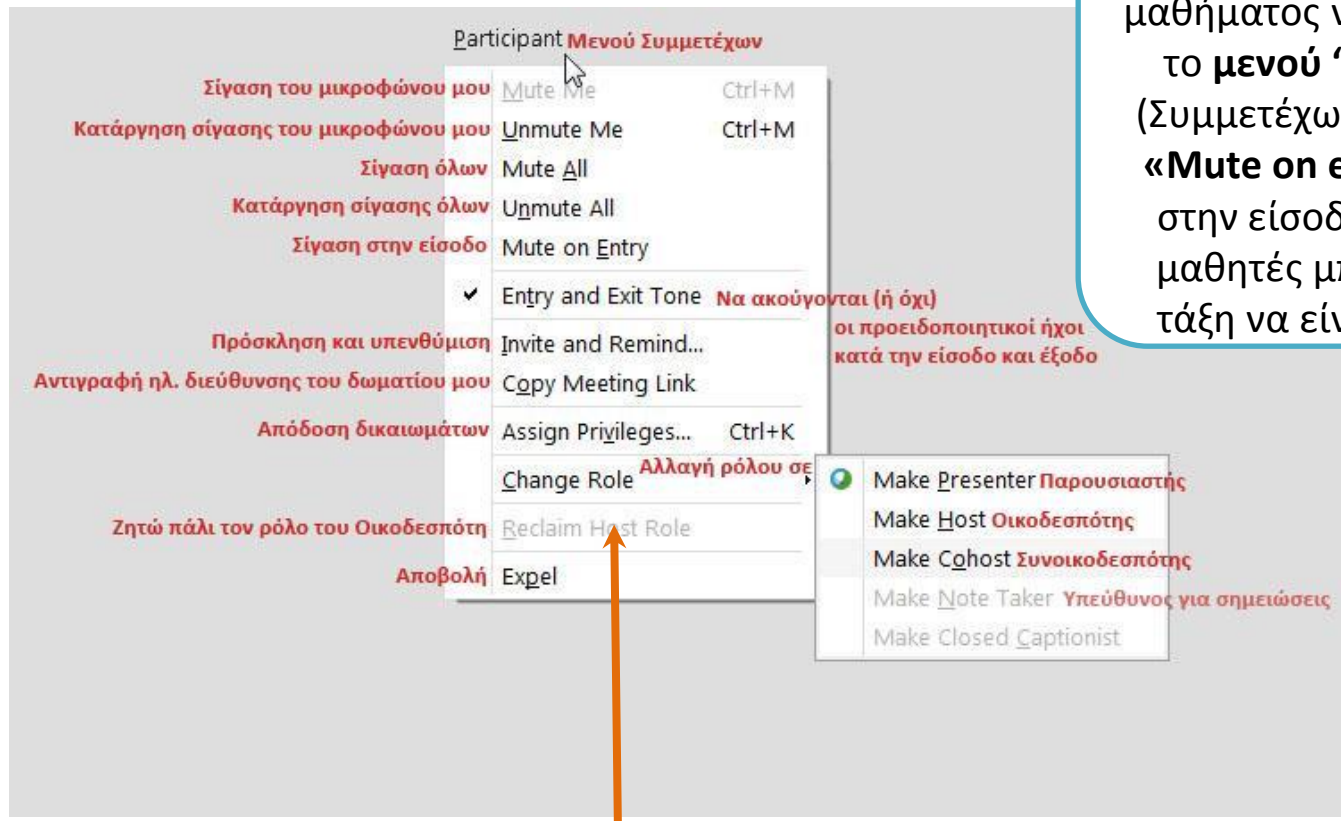 μαθήματος
το μενού
(Συμμετέχω
«Mute on
στην είσοδ
μαθητές
τάξη να
Participant Μενού Συμμετέχων
Σίγαση του μικροφώνου μου Mute Me Ctrl+M
Κατάργηση σίγασης του μικροφώνου μου Unmute Me Ctrl+M
Σίγαση όλων Mute All
Κατάργηση σίγασης όλων Unmute All
Σίγαση στην είσοδο Mute on Entry
Entry and Exit Tone Να ακούγονται (ή όχι)
οι προειδοποιητικοί ήχοι
κατά την είσοδο και έξοδο
Πρόσκληση και υπενθύμιση Invite and Remind...
Αντιγραφή ηλ. διεύθυνσης του δωματίου μου Copy Meeting Link
Απόδοση δικαιωμάτων Assign Privileges... Ctrl+K
Change Role Αλλαγή ρόλου σε
Make Presenter Παρουσιαστής
Make Host Οικοδεσπότης
Make Cohost Συνοικοδεσπότης
Make Note Taker Υπεύθυνος για σημειώσεις
Make Closed Captionist
Ζητώ πάλι τον ρόλο του Οικοδεσπότη Reclaim Host Role
Αποβολή Expel